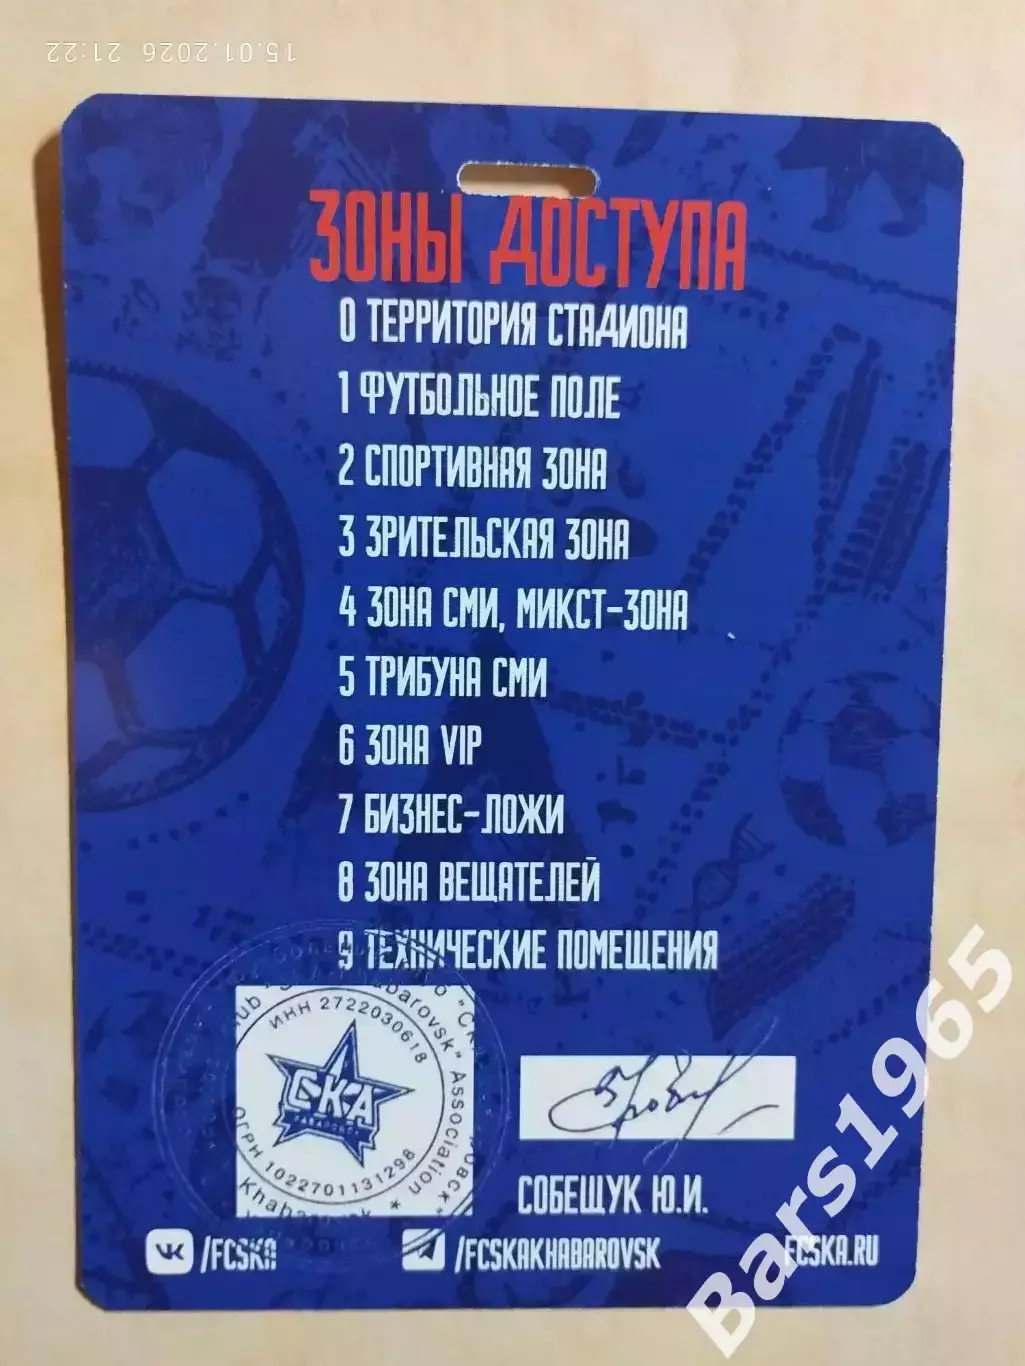 15.01.2026 21:22
ЗОНЫ ДОСТУПА
0 ТЕРРИТОРИЯ СТАДИОНА
1 ФУТБОЛЬНОЕ ПОЛЕ
2 СПОРТИВНАЯ ЗОНА
3 ЗРИТЕЛЬСКАЯ ЗОНА
4 ЗОНА СМИ, МИКСТ-ЗОНА
5 ТРИБУНА СМИ
6 ЗОНА VIP
7 БИЗНЕС-ЛОЖИ
8 ЗОНА ВЕЩАТЕЛЕЙ
9 ТЕХНИЧЕСКИЕ ПОМЕЩЕНИЯ
ИНН 2722030618
ОГРН 1022701131298
Association
СКА
ХАБАРОВСК
СОБЕЩУК Ю.И.
/FCSKA
/FCSKAKHABAROVSK
FCSKA.RU
Bars1965